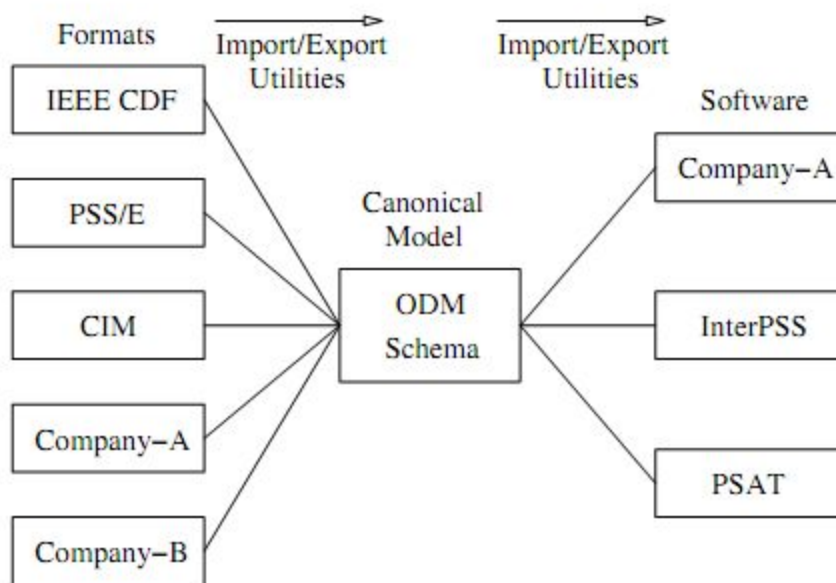 Formats
IEEE CDF
PSS/E
CIM
Company−A
Company−B
Import/Export
Utilities
Canonical
Model
ODM
Schema
Import/Export
Utilities
Software
Company−A
InterPSS
PSAT